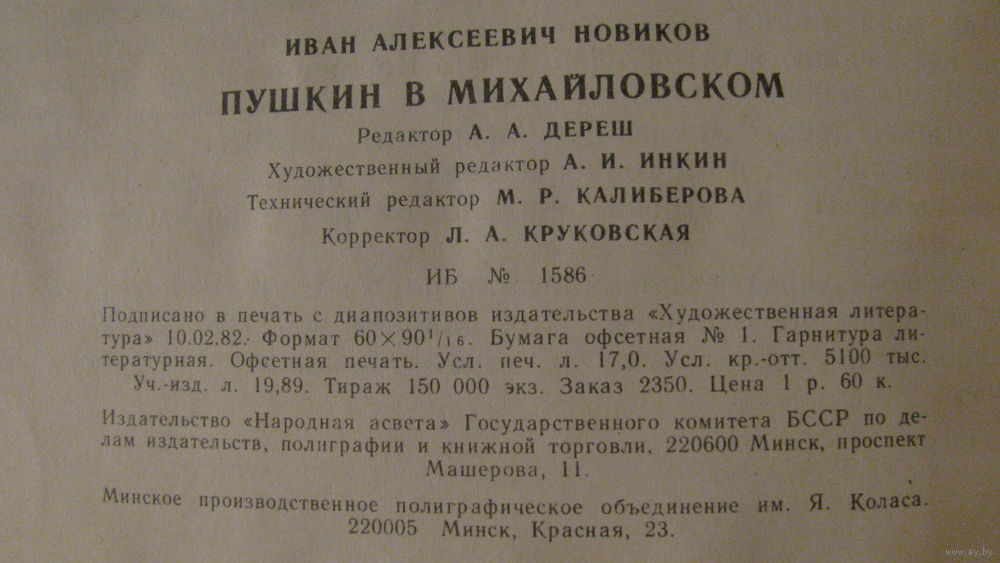 ИВАН АЛЕКСЕЕВИЧ НОВИКОВ
ПУШКИН В МИХАЙЛОВСКОМ
Редактор А. А. ДЕРЕШ
Художественный редактор А. И. ИНКИН
Технический редактор М. Р. КАЛИБЕРОВА
Корректор Л. А. КРУКОВСКАЯ
ИБ № 1586
Подписано в печать с диапозитивов издательства «Художественная литера-
тура» 10.02.82. Формат 60×90¹/₁₆. Бумага офсетная № 1. Гарнитура ли-
тературная. Офсетная печать. Усл. печ. л. 17,0. Усл. кр.-отт. 5100 тыс.
Уч.-изд. л. 19,89. Тираж 150 000 экз. Заказ 2350. Цена 1 р. 60 к.
Издательство «Народная асвета» Государственного комитета БССР по де-
лам издательств, полиграфии и книжной торговли, 220600 Минск, проспект
Машерова, 11.
Минское производственное полиграфическое объединение им. Я. Коласа.
220005 Минск, Красная, 23.
www.ay.by